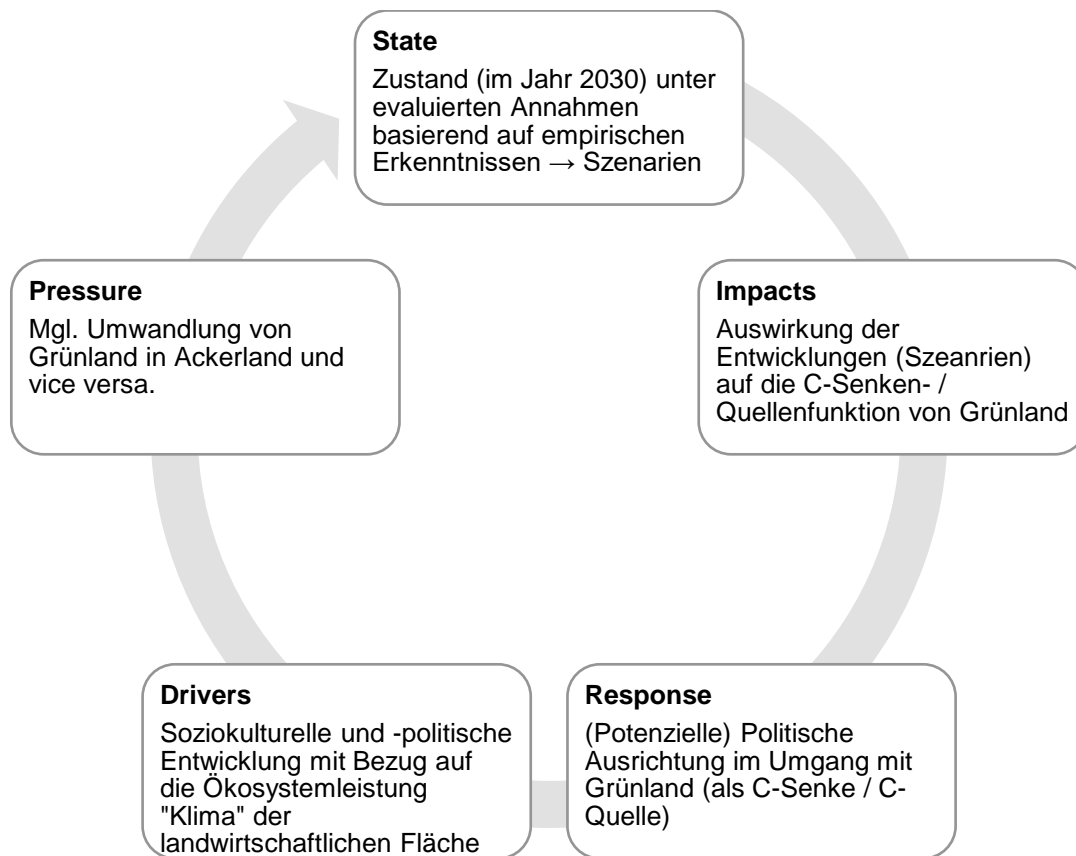 State
Zustand (im Jahr 2030) unter
evaluierten Annahmen
basierend auf empirischen
Erkenntnissen → Szenarien
Impacts
Auswirkung der
Entwicklungen (Szeanrien)
auf die C-Senken- /
Quellenfunktion von Grünland
Response
(Potenzielle) Politische
Ausrichtung im Umgang mit
Grünland (als C-Senke / C-
Quelle)
Drivers
Soziokulturelle und -politische
Entwicklung mit Bezug auf
die Ökosystemleistung
"Klima" der
landwirtschaftlichen Fläche
Pressure
Mgl. Umwandlung von
Grünland in Ackerland und
vice versa.